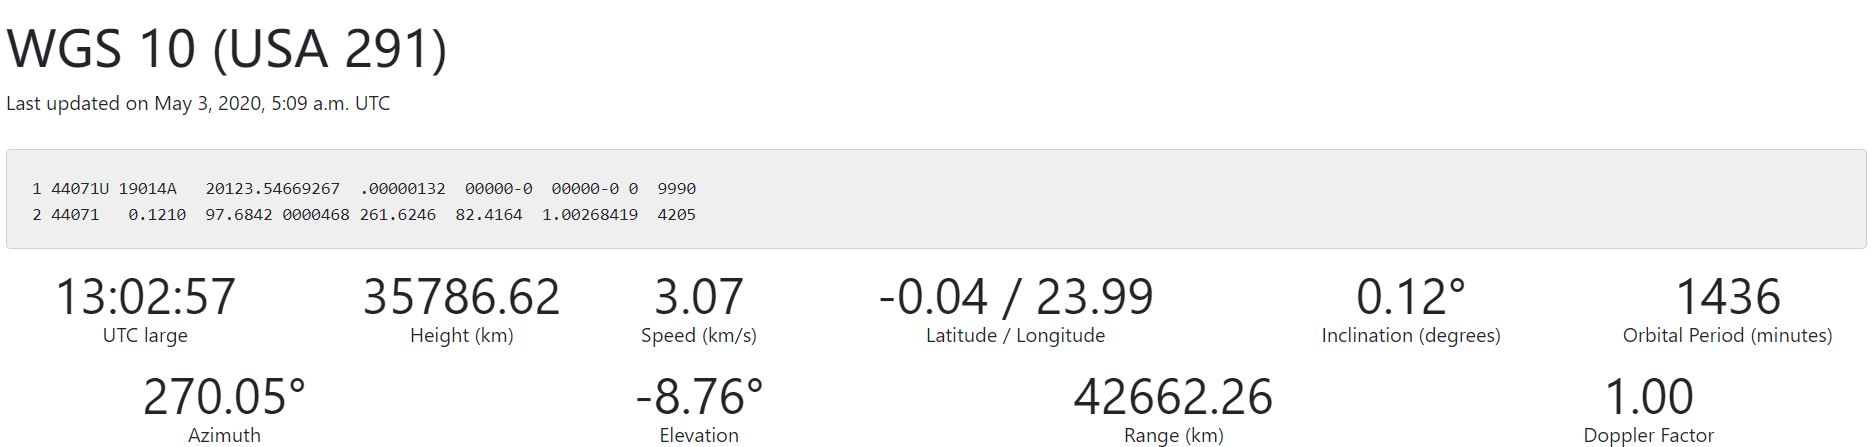 WGS 10 (USA 291)
Last updated on May 3, 2020, 5:09 a.m. UTC
1 44071U 19014A   20123.54669267  .00000132  00000-0  00000-0 0  9990
2 44071   0.1210  97.6842 0000468 261.6246  82.4164  1.00268419  4205
13:02:57 35786.62 3.07 -0.04 / 23.99 0.12° 1436
UTC large Height (km) Speed (km/s) Latitude / Longitude Inclination (degrees) Orbital Period (minutes)
270.05° -8.76° 42662.26 1.00
Azimuth Elevation Range (km) Doppler Factor